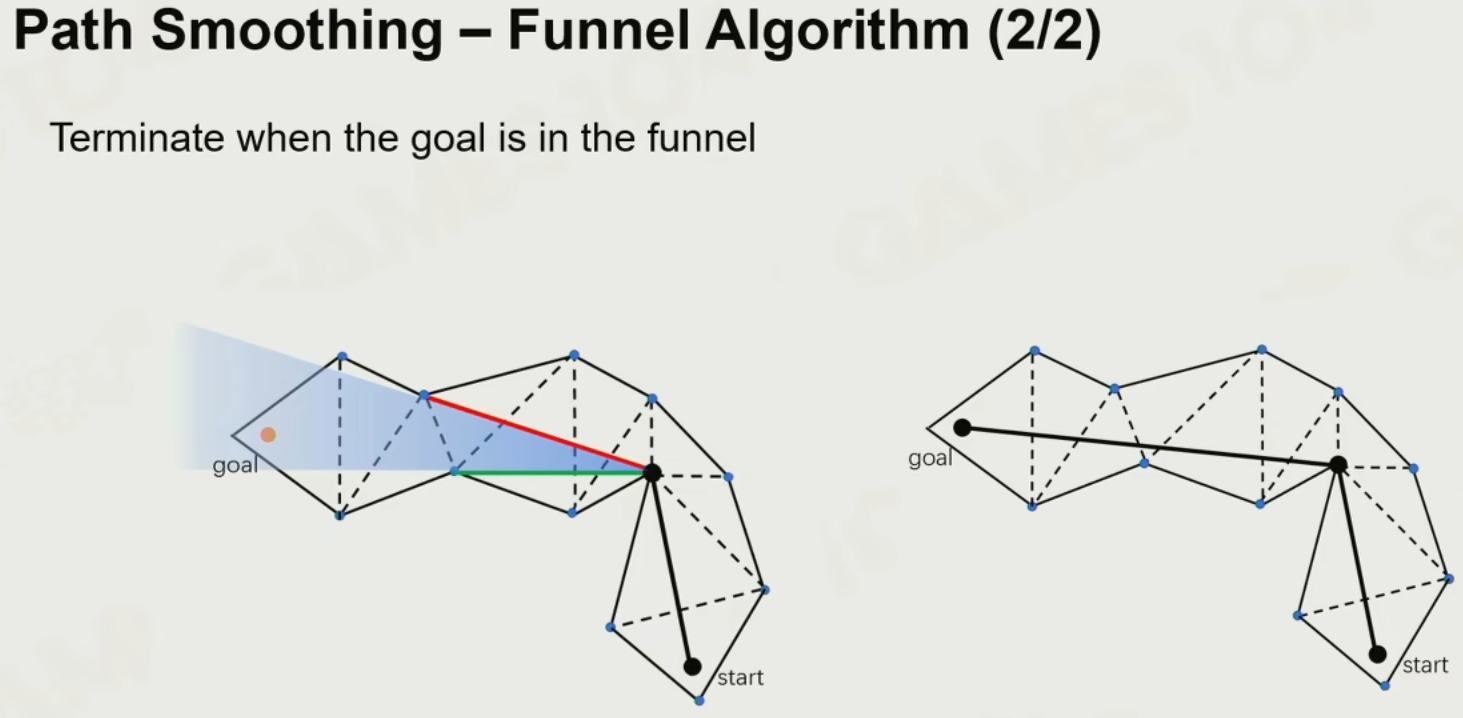 Path Smoothing – Funnel Algorithm (2/2)
Terminate when the goal is in the funnel
goal
start
goal
start